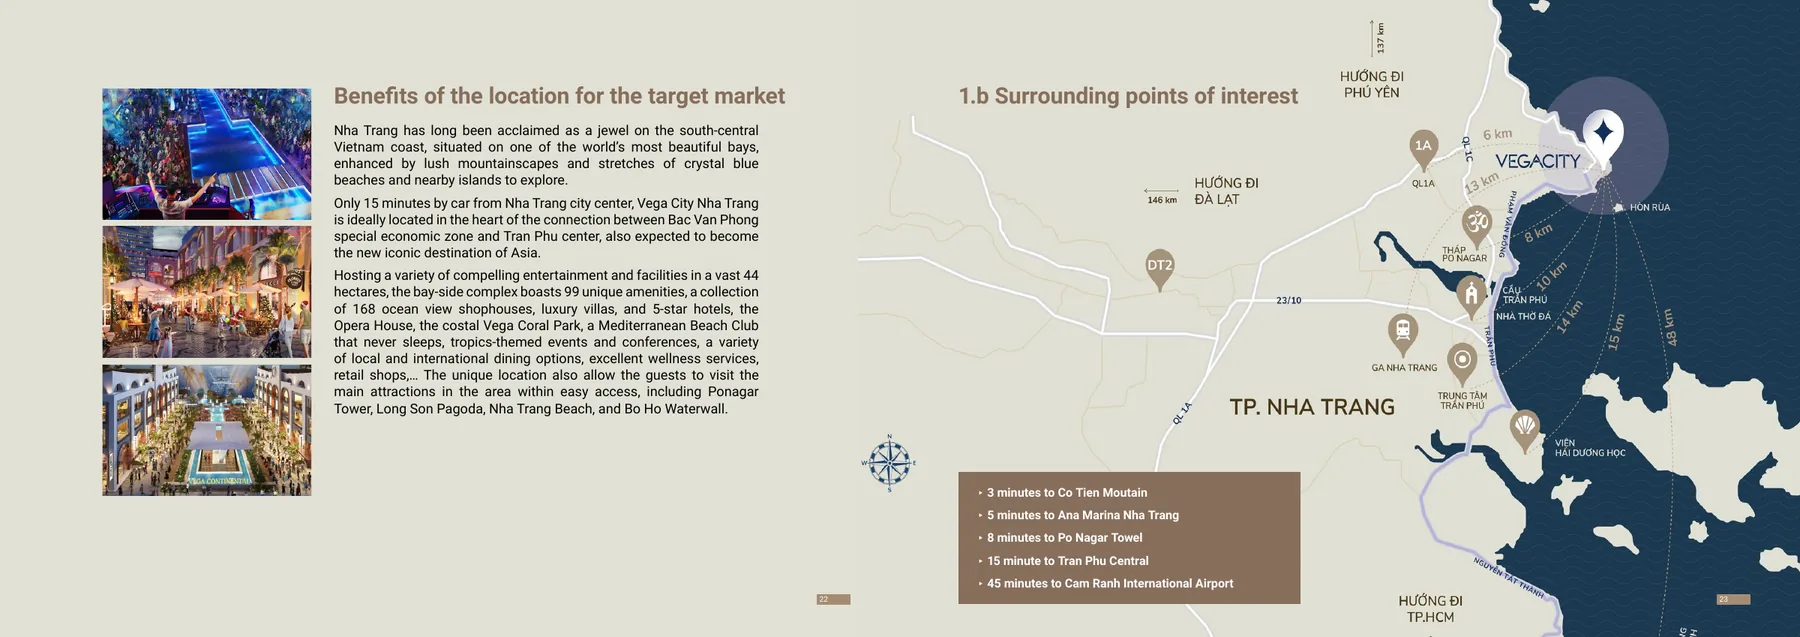 Benefits of the location for the target market
Nha Trang has long been acclaimed as a jewel on the south-central
Vietnam coast, situated on one of the world's most beautiful bays,
enhanced by lush mountainscapes and stretches of crystal blue
beaches and nearby islands to explore.
Only 15 minutes by car from Nha Trang city center, Vega City Nha Trang
is ideally located in the heart of the connection between Bac Van Phong
special economic zone and Tran Phu center, also expected to become
the new iconic destination of Asia.
Hosting a variety of compelling entertainment and facilities in a vast 44
hectares, the bay-side complex boasts 99 unique amenities, a collection
of 168 ocean view shophouses, luxury villas, and 5-star hotels, the
Opera House, the costal Vega Coral Park, a Mediterranean Beach Club
that never sleeps, tropics-themed events and conferences, a variety
of local and international dining options, excellent wellness services,
retail shops,... The unique location also allow the guests to visit the
main attractions in the area within easy access, including Ponagar
Tower, Long Son Pagoda, Nha Trang Beach, and Bo Ho Waterwall.
VEGA CONTINENTAL
22
1.b Surrounding points of interest
137 km
HƯỚNG ĐI
PHÚ YÊN
1A
QL1A
QL 1C
6 km
VEGACITY
13 km
HƯỚNG ĐI
ĐÀ LẠT
146 km
HÒN RÙA
PHẠM VĂN ĐỒNG
8 km
THÁP
PO NAGAR
DT2
10 km
CẦU
TRẦN PHÚ
23/10
NHÀ THỜ ĐÁ
14 km
15 km
48 km
TRẦN PHÚ
GA NHA TRANG
TRUNG TÂM
TRẦN PHÚ
TP. NHA TRANG
QL 1A
VIỆN
HẢI DƯƠNG HỌC
N
W
E
S
3 minutes to Co Tien Moutain
5 minutes to Ana Marina Nha Trang
8 minutes to Po Nagar Towel
15 minute to Tran Phu Central
45 minutes to Cam Ranh International Airport
NGUYỄN TẤT THÀNH
HƯỚNG ĐI
TP.HCM
23